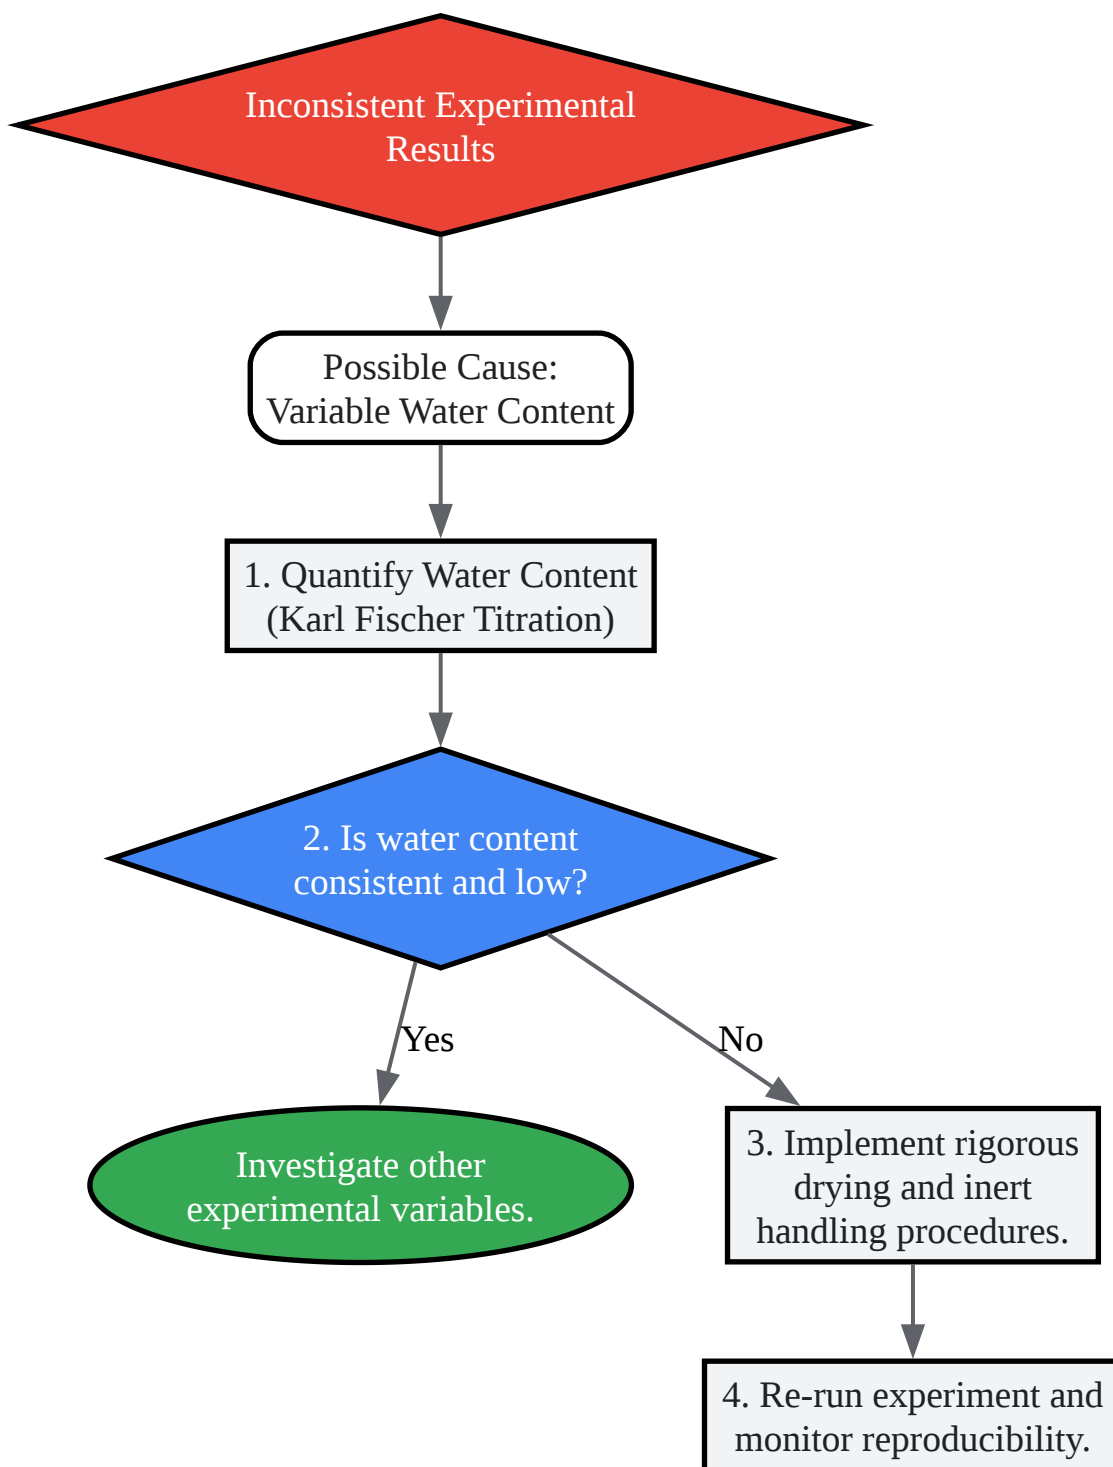 Inconsistent Experimental
Results
Possible Cause:
Variable Water Content
1. Quantify Water Content
(Karl Fischer Titration)
2. Is water content
consistent and low?
Yes
No
Investigate other
experimental variables.
3. Implement rigorous
drying and inert
handling procedures.
4. Re-run experiment and
monitor reproducibility.